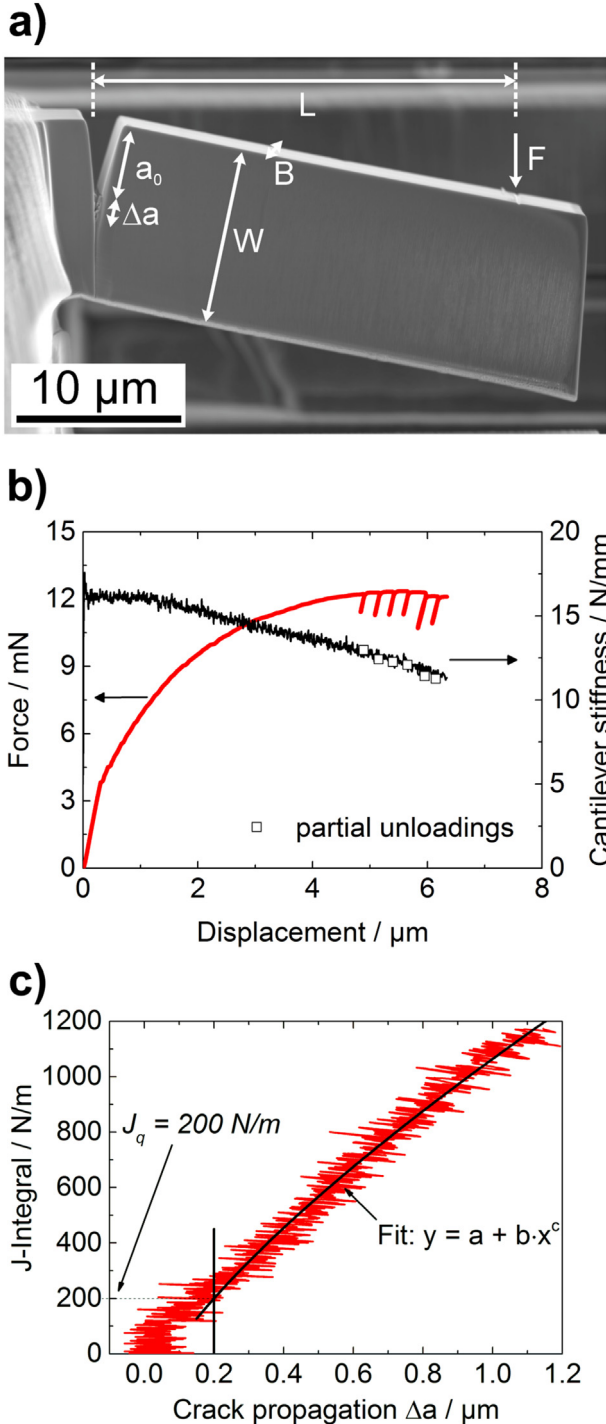 a)
L
F
B
a₀
Δa
W
10 µm
b)
15
12
9
6
3
0
Force / mN
20
15
10
5
0
Cantilever stiffness / N/mm
partial unloadings
0 2 4 6 8
Displacement / µm
c)
1200
1000
800
600
400
200
0
J-Integral / N/m
J_q = 200 N/m
Fit: y = a + b·x^c
0.0 0.2 0.4 0.6 0.8 1.0 1.2
Crack propagation Δa / µm